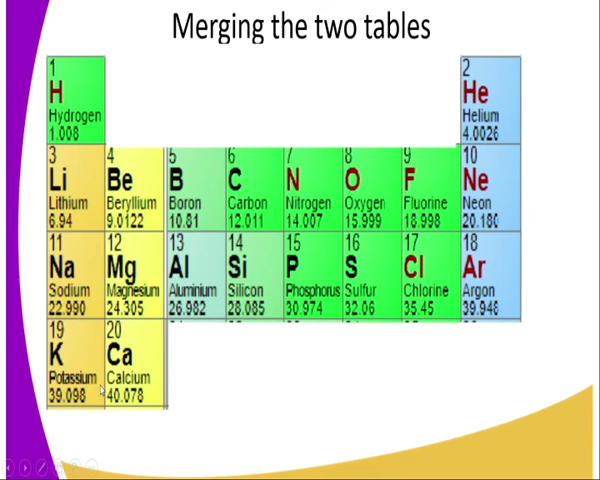 Merging the two tables
1 2
H He
Hydrogen Helium
1.008 4.0026
3 4 5 6 7 8 9 10
Li Be B C N O F Ne
Lithium Beryllium Boron Carbon Nitrogen Oxygen Fluorine Neon
6.94 9.0122 10.81 12.011 14.007 15.999 18.998 20.180
11 12 13 14 15 16 17 18
Na Mg Al Si P S Cl Ar
Sodium Magnesium Aluminium Silicon Phosphorus Sulfur Chlorine Argon
22.990 24.305 26.982 28.085 30.974 32.06 35.45 39.948
19 20
K Ca
Potassium Calcium
39.098 40.078